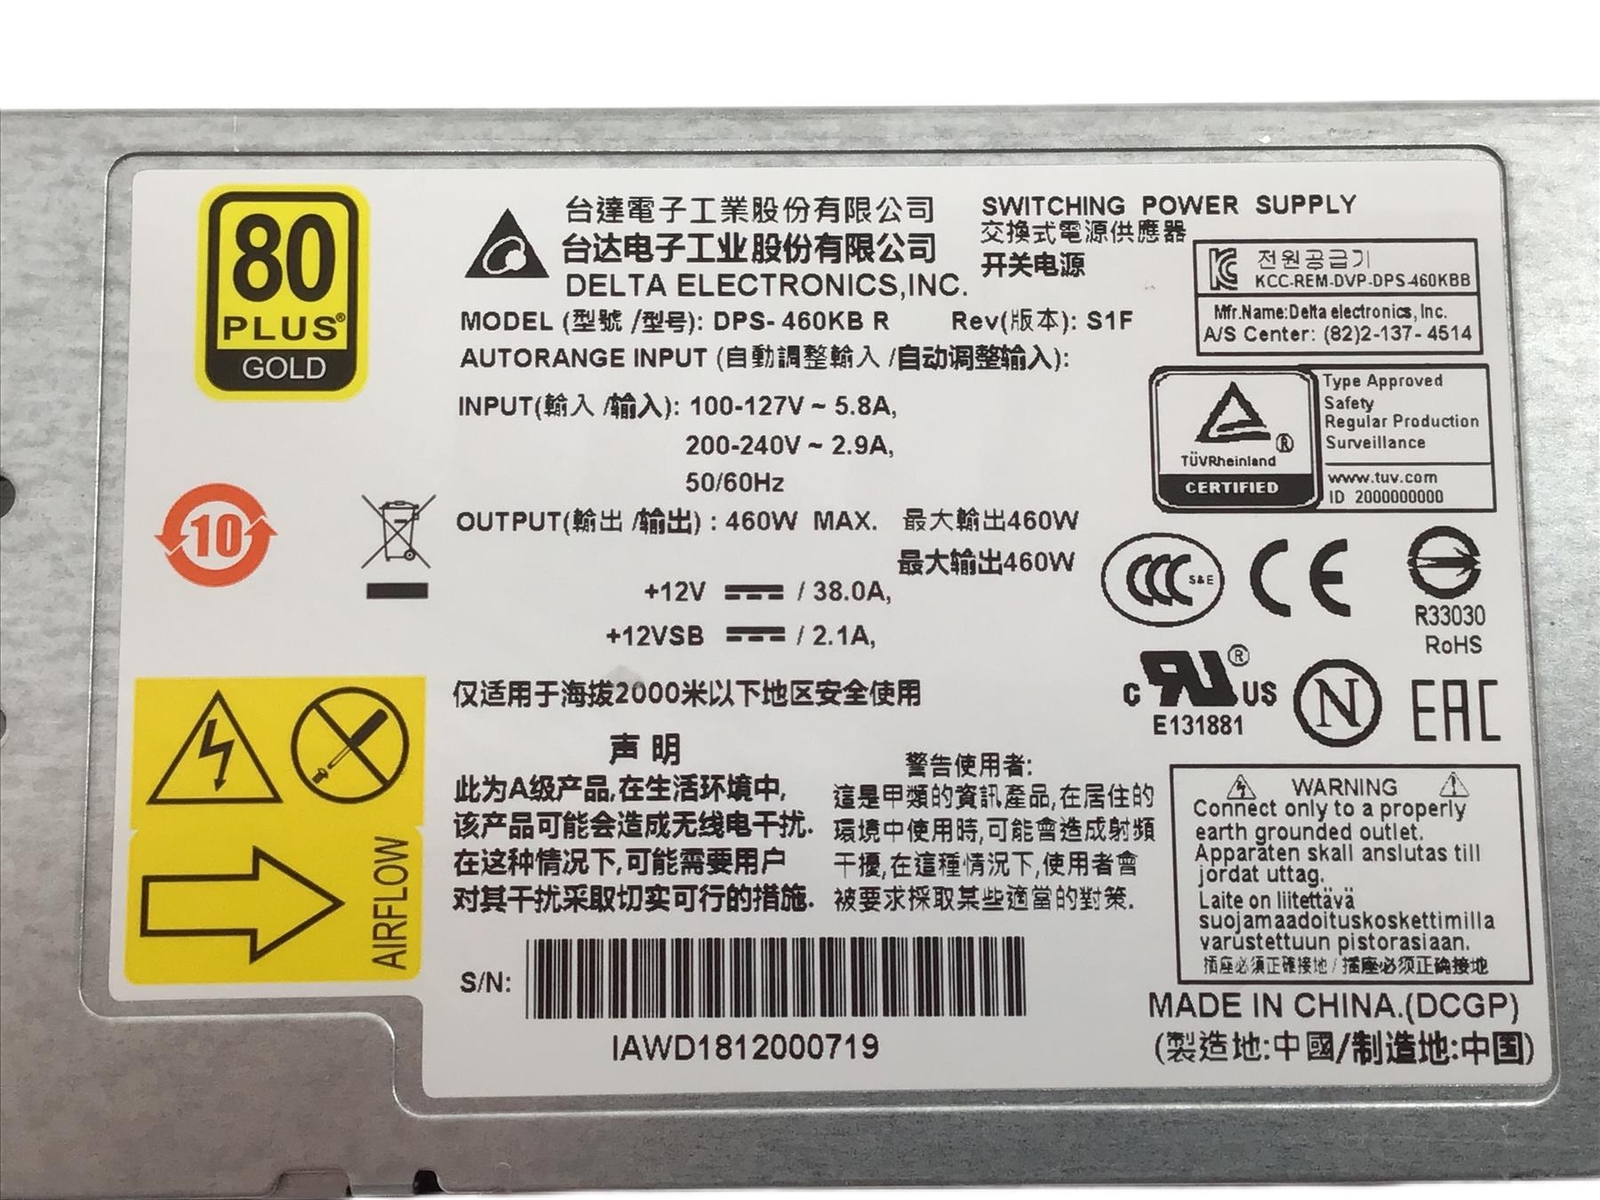 80
PLUS®
GOLD
台達電子工業股份有限公司
台达电子工业股份有限公司
DELTA ELECTRONICS,INC.
SWITCHING POWER SUPPLY
交換式電源供應器
开关电源
전원공급기
KCC-REM-DVP-DPS-460KBB
Mfr.Name:Delta electronics, Inc.
A/S Center: (82)2-137-4514
MODEL (型號 /型号): DPS-460KB R Rev(版本): S1F
AUTORANGE INPUT (自動調整輸入 /自动调整输入):
INPUT(輸入 /输入): 100-127V ~ 5.8A,
200-240V ~ 2.9A,
50/60Hz
OUTPUT(輸出 /输出) : 460W MAX. 最大輸出460W
最大输出460W
+12V / 38.0A,
+12VSB / 2.1A,
TÜVRheinland ®
CERTIFIED
Type Approved
Safety
Regular Production
Surveillance
www.tuv.com
ID 2000000000
10
CCC S&E
CE
R33030
RoHS
C RU ® US
E131881
N
EAC
仅适用于海拔2000米以下地区安全使用
声 明
此为A级产品,在生活环境中,
该产品可能会造成无线电干扰.
在这种情况下,可能需要用户
对其干扰采取切实可行的措施.
警告使用者:
這是甲類的資訊產品,在居住的
環境中使用時,可能會造成射頻
干擾,在這種情況下,使用者會
被要求採取某些適當的對策.
WARNING
Connect only to a properly
earth grounded outlet.
Apparaten skall anslutas till
jordat uttag.
Laite on liitettävä
suojamaadoituskoskettimilla
varustettuun pistorasiaan.
插座必須正確接地 / 插座必须正确接地
AIRFLOW
S/N:
IAWD1812000719
MADE IN CHINA.(DCGP)
(製造地:中國/制造地:中国)